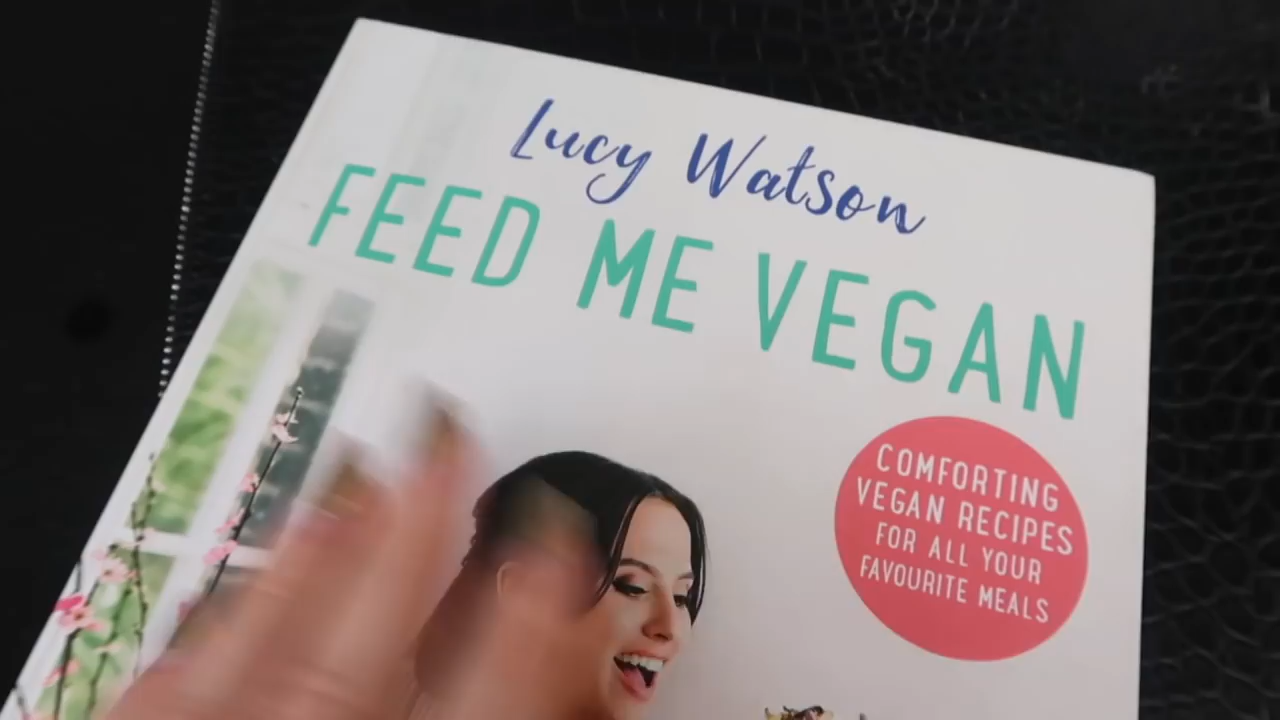 Lucy Watson
FEED ME VEGAN
COMFORTING
VEGAN RECIPES
FOR ALL YOUR
FAVOURITE MEALS